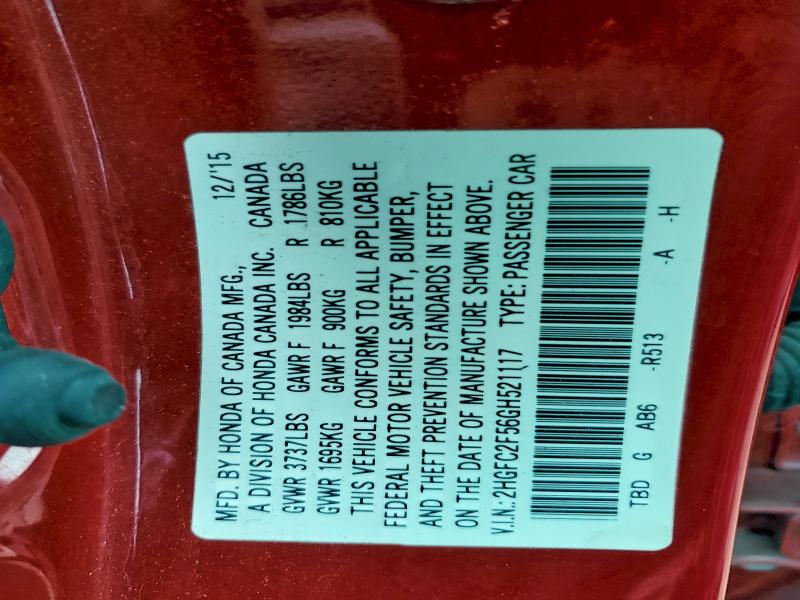 MFD. BY HONDA OF CANADA MFG., 12/'15
A DIVISION OF HONDA CANADA INC. CANADA
GVWR 3737LBS GAWR F 1984LBS R 1786LBS
GVWR 1695KG GAWR F 900KG R 810KG
THIS VEHICLE CONFORMS TO ALL APPLICABLE
FEDERAL MOTOR VEHICLE SAFETY, BUMPER,
AND THEFT PREVENTION STANDARDS IN EFFECT
ON THE DATE OF MANUFACTURE SHOWN ABOVE.
V.I.N.: 2HGFC2F56GH521117 TYPE: PASSENGER CAR
TBD G AB6 -R513 -A -H